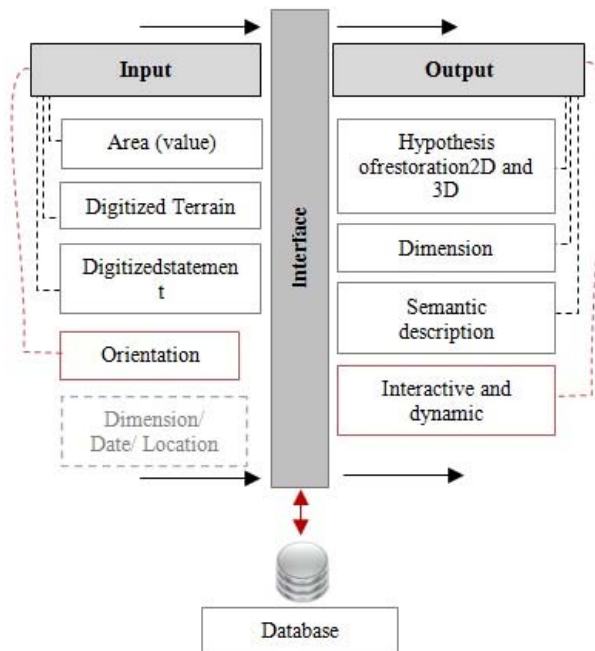 Input
Area (value)
Digitized Terrain
Digitizedstatemen
t
Orientation
Dimension/
Date/ Location
Interface
Output
Hypothesis
ofrestoration2D and
3D
Dimension
Semantic
description
Interactive and
dynamic
Database